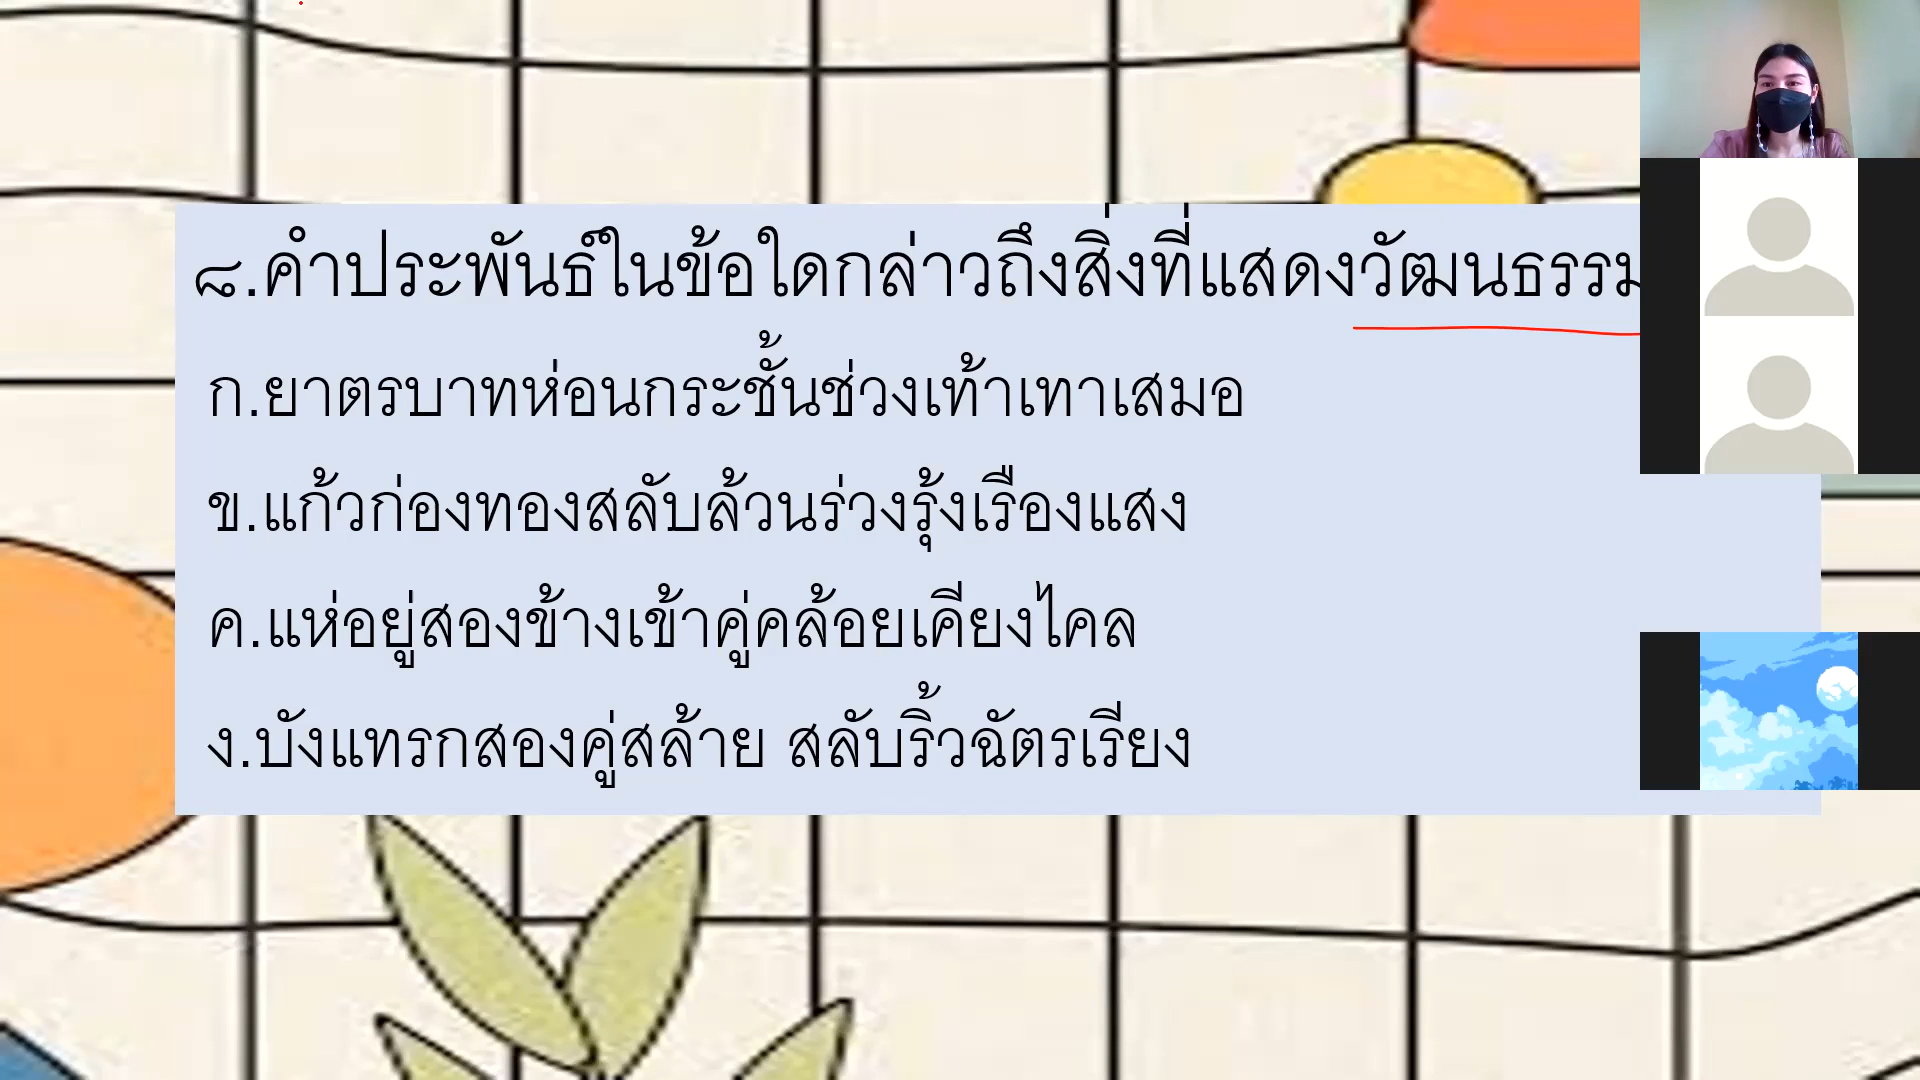 ๘.คำประพันธ์ในข้อใดกล่าวถึงสิ่งที่แสดงวัฒนธรรม
ก.ยาตรบาทห่อนกระชั้นช่วงเท้าเทาเสมอ
ข.แก้วก่องทองสลับล้วนร่วงรุ้งเรืองแสง
ค.แห่อยู่สองข้างเข้าคู่คล้อยเคียงไคล
ง.บังแทรกสองคู่สล้าย สลับริ้วฉัตรเรียง